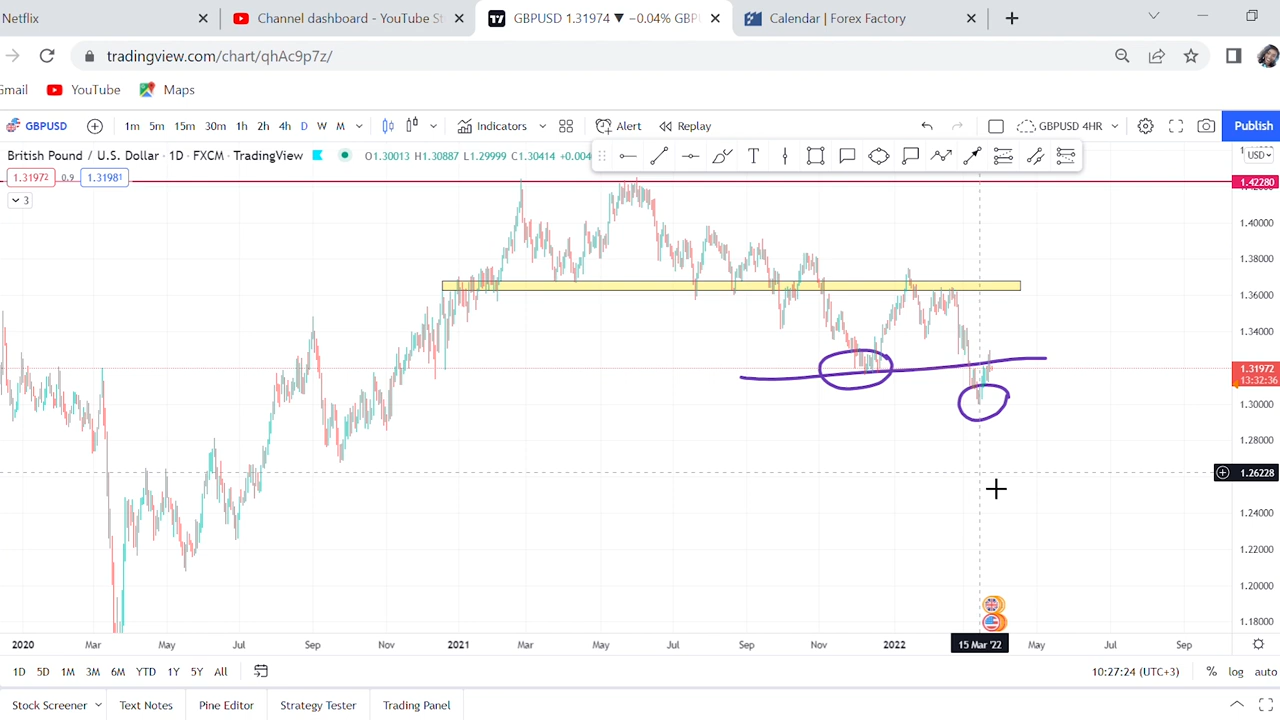 Netflix
Channel dashboard - YouTube St
GBPUSD 1.31974 ▼ −0.04% GBP
Calendar | Forex Factory
tradingview.com/chart/qhAc9p7z/
Gmail YouTube Maps
GBPUSD 1m 5m 15m 30m 1h 2h 4h D W M Indicators Alert Replay GBPUSD 4HR Publish
British Pound / U.S. Dollar · 1D · FXCM · TradingView O1.30013 H1.30887 L1.29999 C1.30414 +0.004
USD
1.31972 0.9 1.31981
1.42280
3
1.40000
1.38000
1.36000
1.34000
1.31972
13:32:36
1.30000
1.28000
1.26228
1.24000
1.22000
1.20000
1.18000
2020 Mar May Jul Sep Nov 2021 Mar May Jul Sep Nov 2022 15 Mar '22 May Jul Sep
1D 5D 1M 3M 6M YTD 1Y 5Y All 10:27:24 (UTC+3) % log auto
Stock Screener Text Notes Pine Editor Strategy Tester Trading Panel